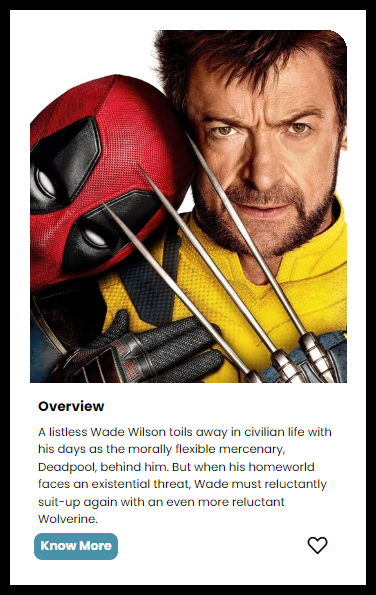 Overview
A listless Wade Wilson toils away in civilian life with
his days as the morally flexible mercenary,
Deadpool, behind him. But when his homeworld
faces an existential threat, Wade must reluctantly
suit-up again with an even more reluctant
Wolverine.
Know More